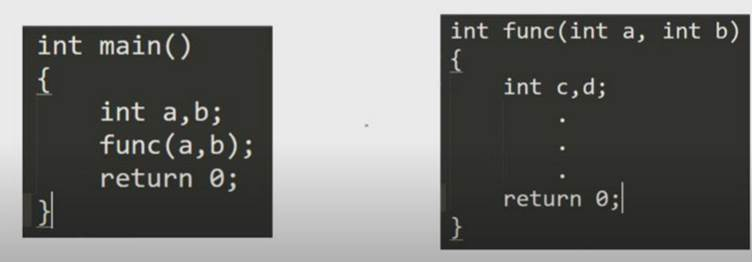 int main()
{
int a,b;
func(a,b);
return 0;
}
int func(int a, int b)
{
int c,d;
.
.
.
return 0;
}